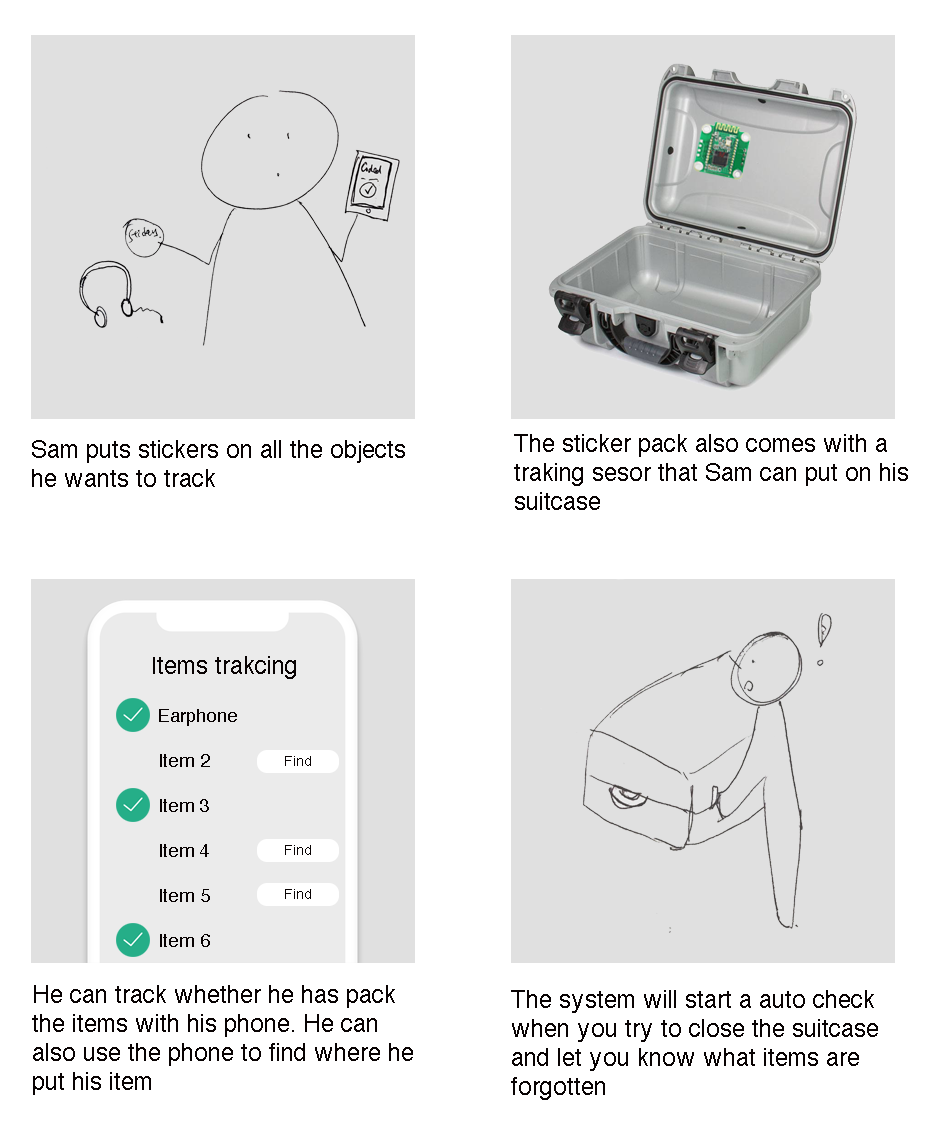 Stickers
Sam puts stickers on all the objects
he wants to track
The sticker pack also comes with a
traking sesor that Sam can put on his
suitcase
Items trakcing
Earphone
Item 2 Find
Item 3
Item 4 Find
Item 5 Find
Item 6
He can track whether he has pack
the items with his phone. He can
also use the phone to find where he
put his item
The system will start a auto check
when you try to close the suitcase
and let you know what items are
forgotten